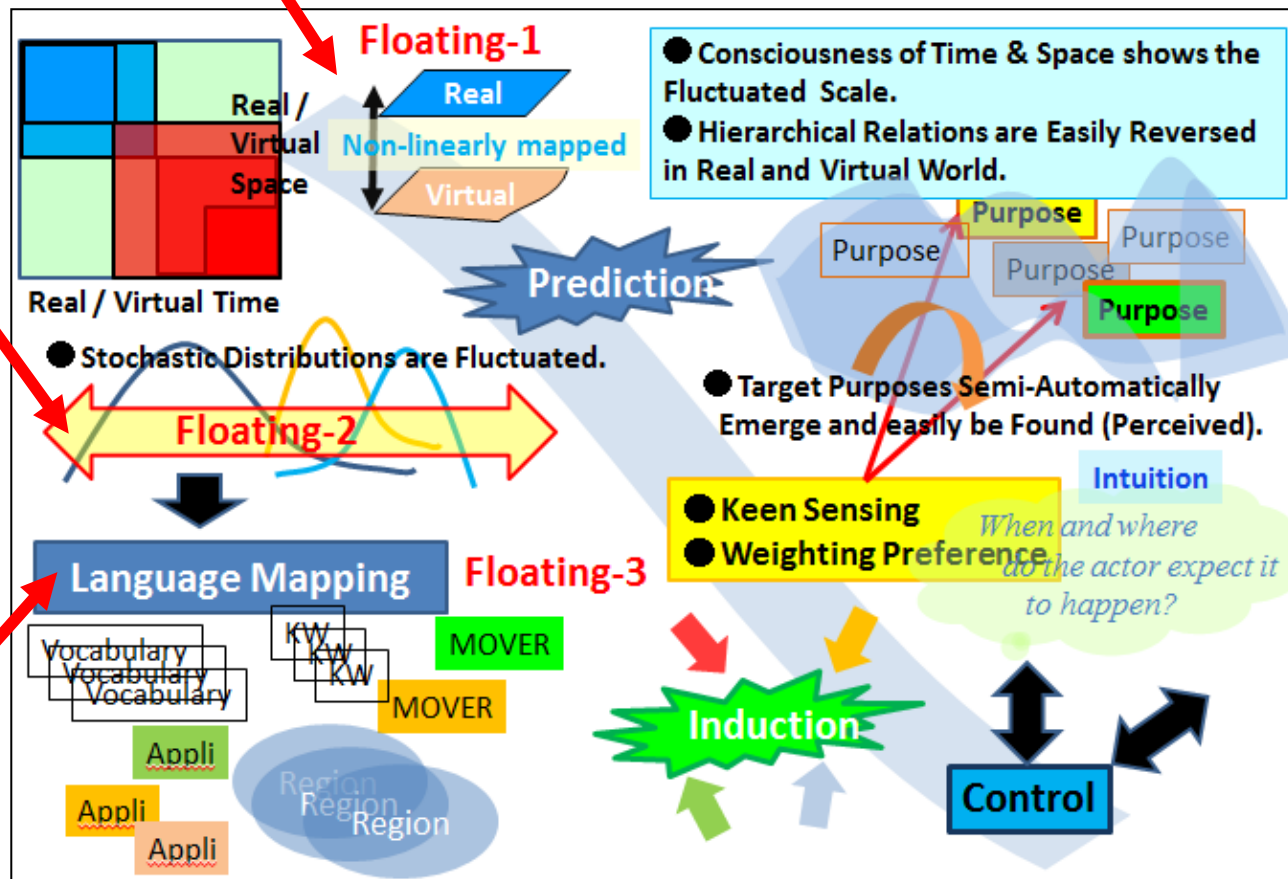 Floating-1
Real /
Virtual
Space
Real
Non-linearly mapped
Virtual
Real / Virtual Time
● Consciousness of Time & Space shows the
Fluctuated Scale.
● Hierarchical Relations are Easily Reversed
in Real and Virtual World.
Prediction
Purpose
Purpose
Purpose
Purpose
Purpose
● Stochastic Distributions are Fluctuated.
Floating-2
● Target Purposes Semi-Automatically
Emerge and easily be Found (Perceived).
Language Mapping
Floating-3
● Keen Sensing
● Weighting Preference
Intuition
When and where
do the actor expect it
to happen?
Vocabulary
Vocabulary
Vocabulary
KW
KW
KW
MOVER
MOVER
Appli
Appli
Appli
Region
Region
Region
Induction
Control